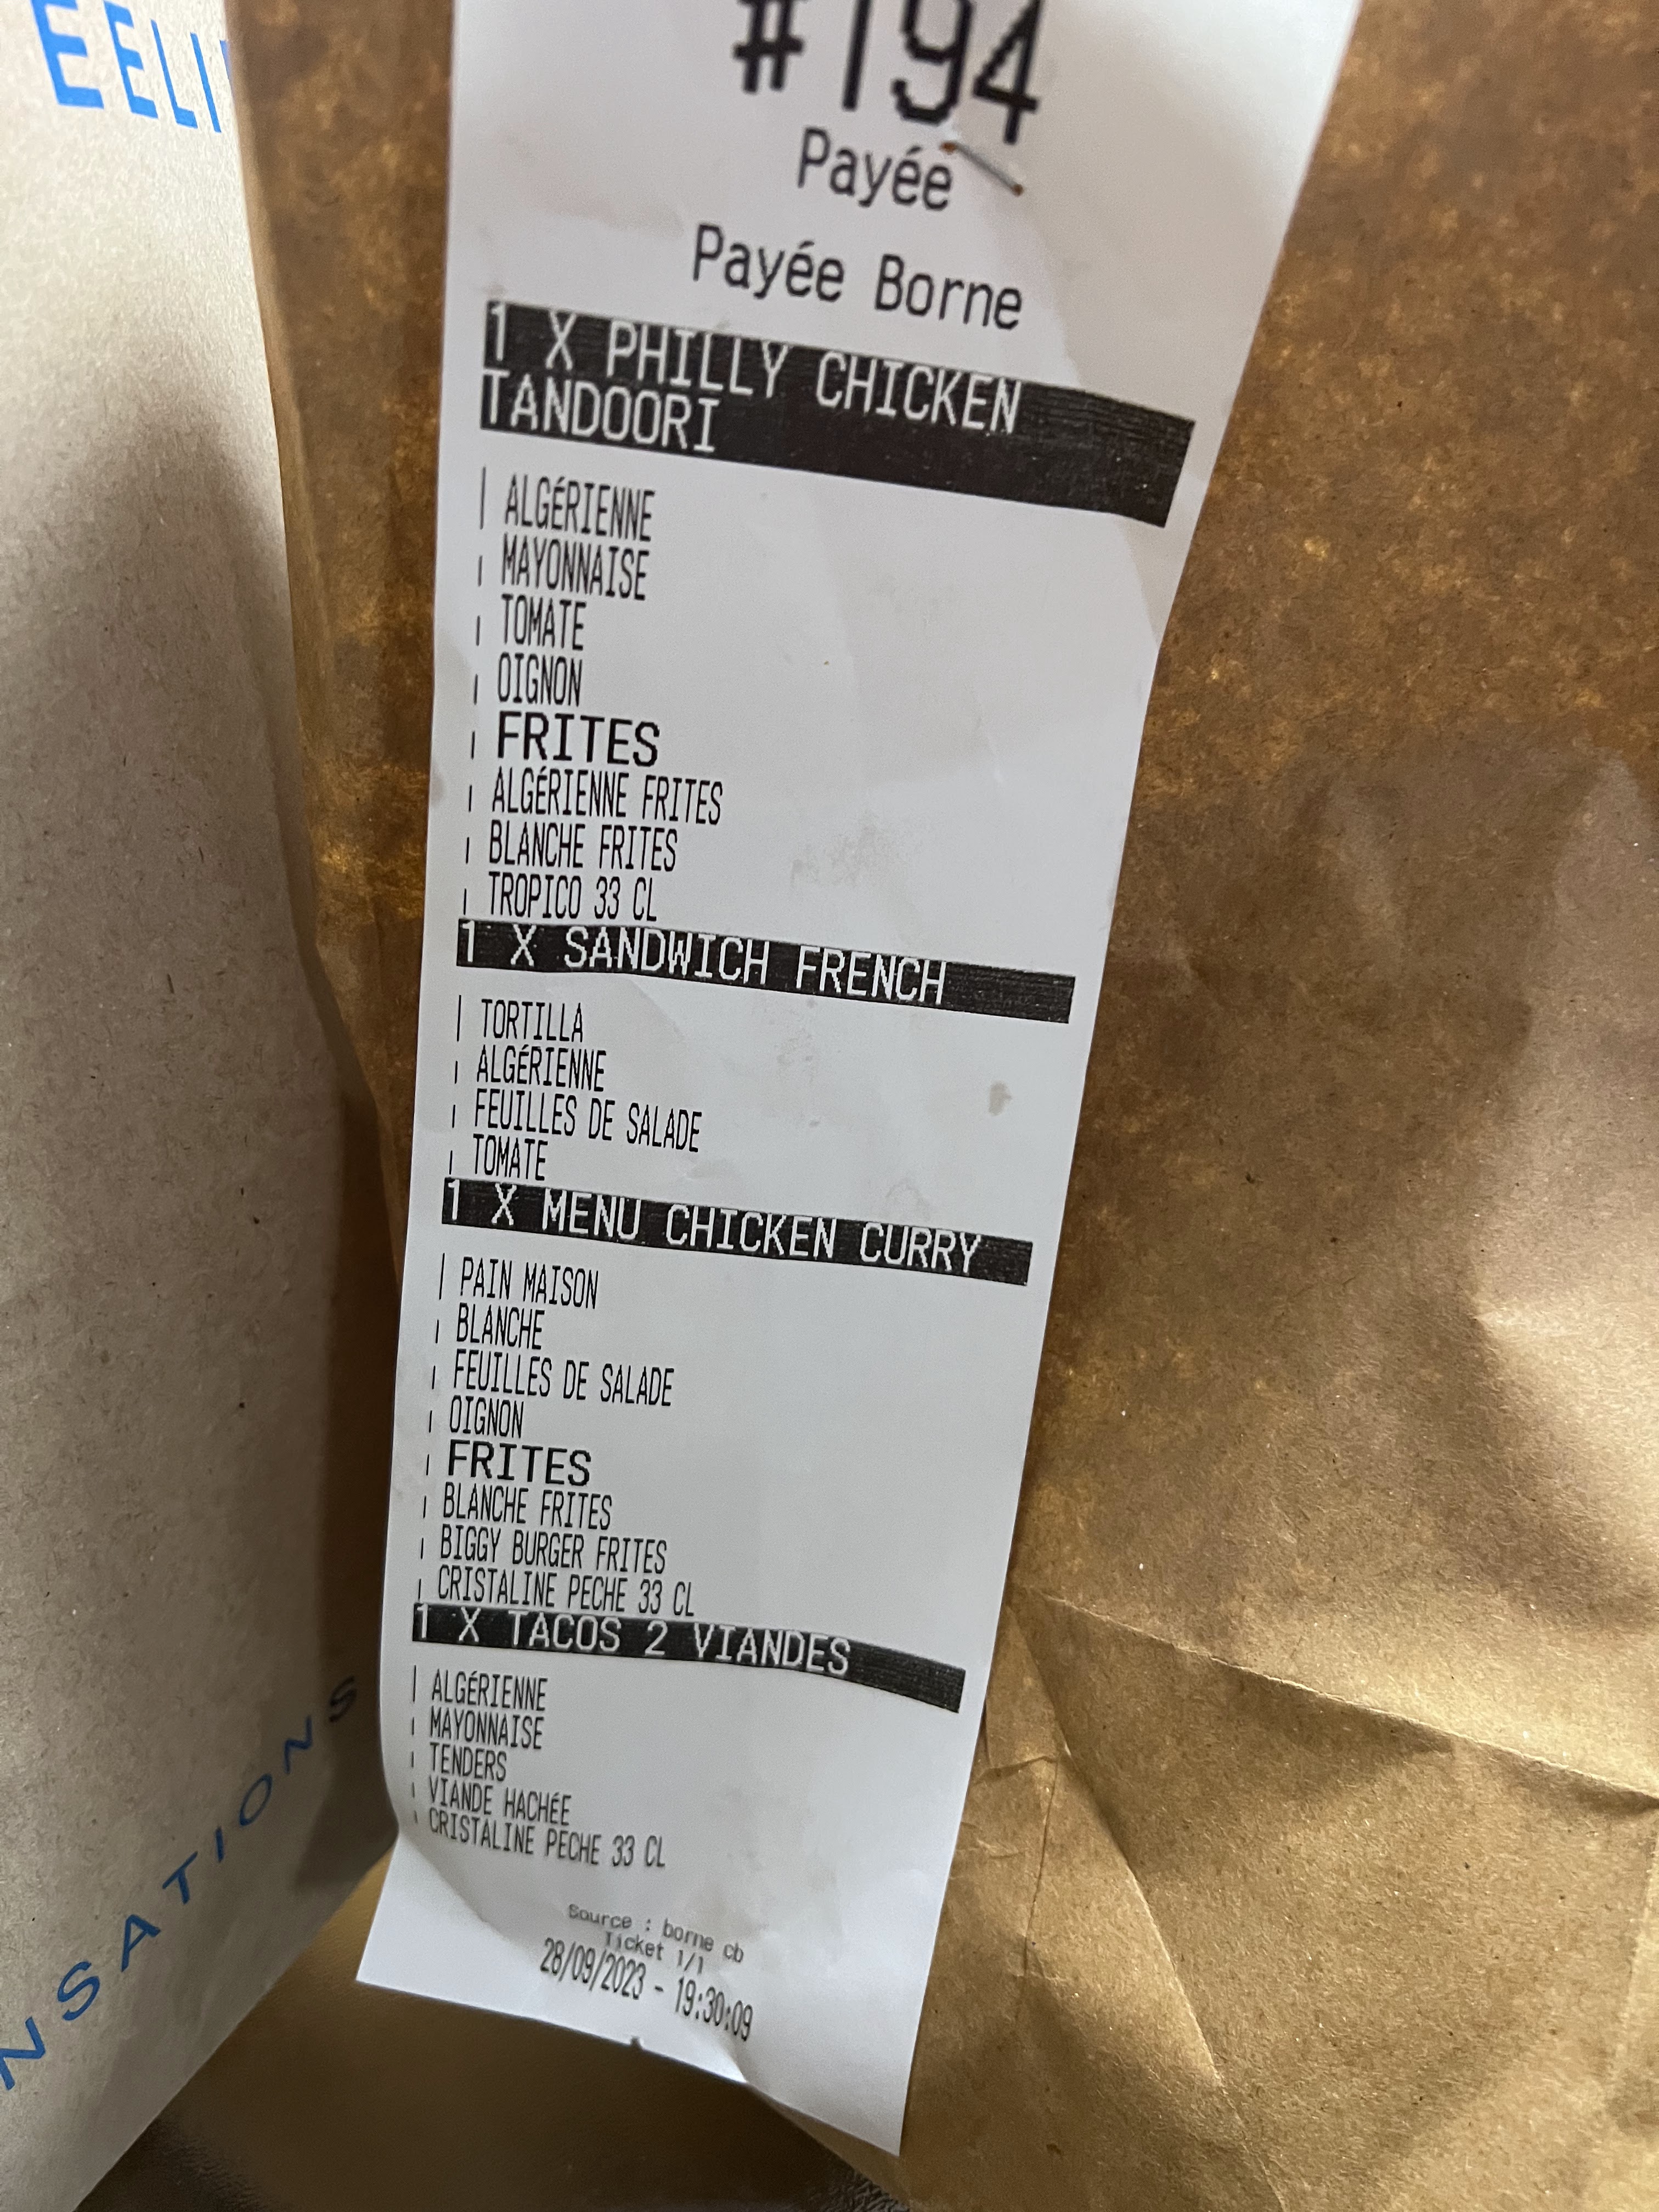 #194
Payée
Payée Borne
1 X PHILLY CHICKEN
TANDOORI
| ALGÉRIENNE
| MAYONNAISE
| TOMATE
| OIGNON
| FRITES
| ALGÉRIENNE FRITES
| BLANCHE FRITES
| TROPICO 33 CL
1 X SANDWICH FRENCH
| TORTILLA
| ALGÉRIENNE
| FEUILLES DE SALADE
| TOMATE
1 X MENU CHICKEN CURRY
| PAIN MAISON
| BLANCHE
| FEUILLES DE SALADE
| OIGNON
| FRITES
| BLANCHE FRITES
| BIGGY BURGER FRITES
| CRISTALINE PECHE 33 CL
1 X TACOS 2 VIANDES
| ALGÉRIENNE
| MAYONNAISE
| TENDERS
| VIANDE HACHÉE
| CRISTALINE PECHE 33 CL
Source : borne cb
Ticket 1/1
28/09/2023 - 19:30:09
EELI
NSATIONS